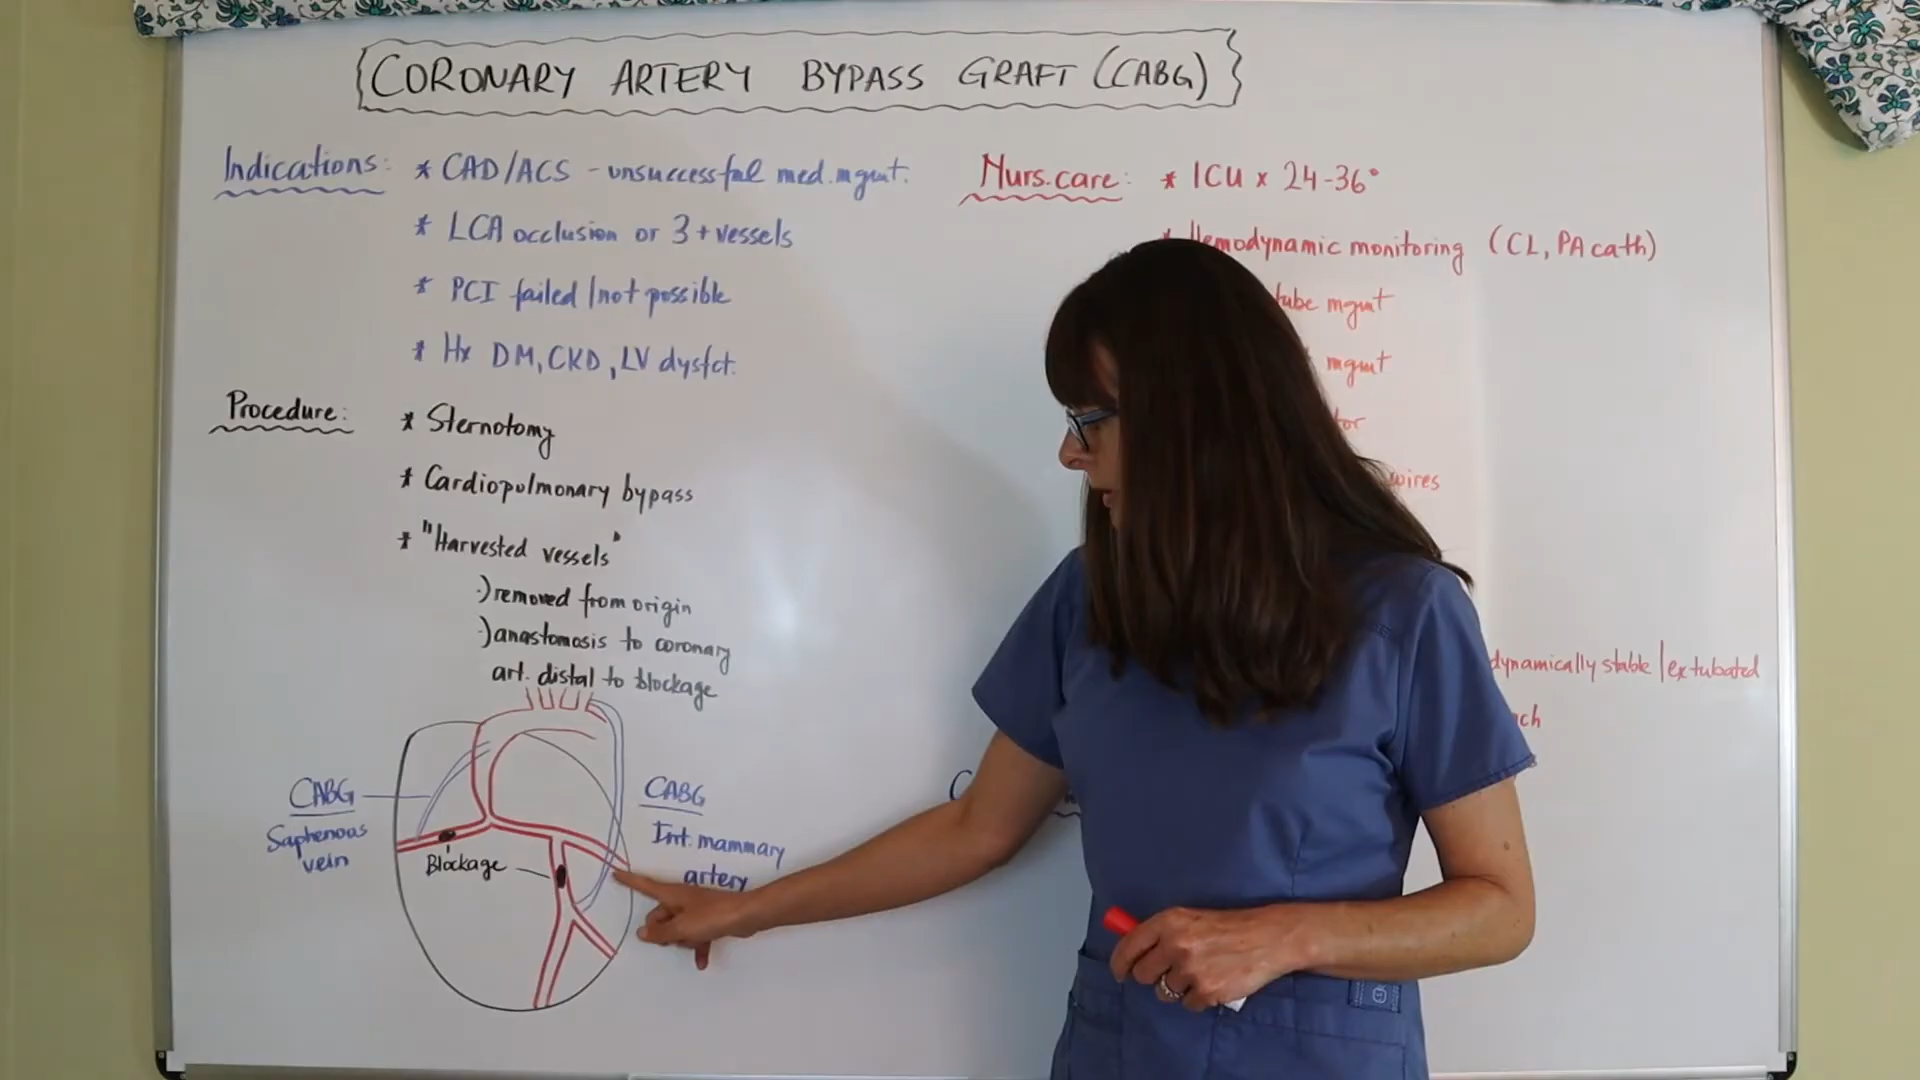 CORONARY ARTERY BYPASS GRAFT (CABG)
Indications: * CAD/ACS - unsuccessful med. mgmt.
* LCA occlusion or 3+ vessels
* PCI failed / not possible
* Hx DM, CKD, LV dysfct.
Procedure: * Sternotomy
* Cardiopulmonary bypass
* "Harvested vessels"
·) removed from origin
·) anastomosis to coronary
art. distal to blockage
CABG
Saphenous
vein
Blockage
CABG
Int. mammary
artery
Nurs. care: * ICU x 24-36°
* Hemodynamic monitoring (CL, PA cath)
tube mgmt
mgmt
wires
dynamically stable / extubated